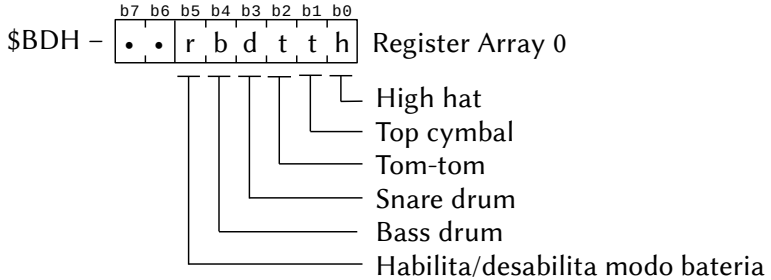 b7 b6 b5 b4 b3 b2 b1 b0
$BDH – • • r b d t t h Register Array 0
High hat
Top cymbal
Tom-tom
Snare drum
Bass drum
Habilita/desabilita modo bateria